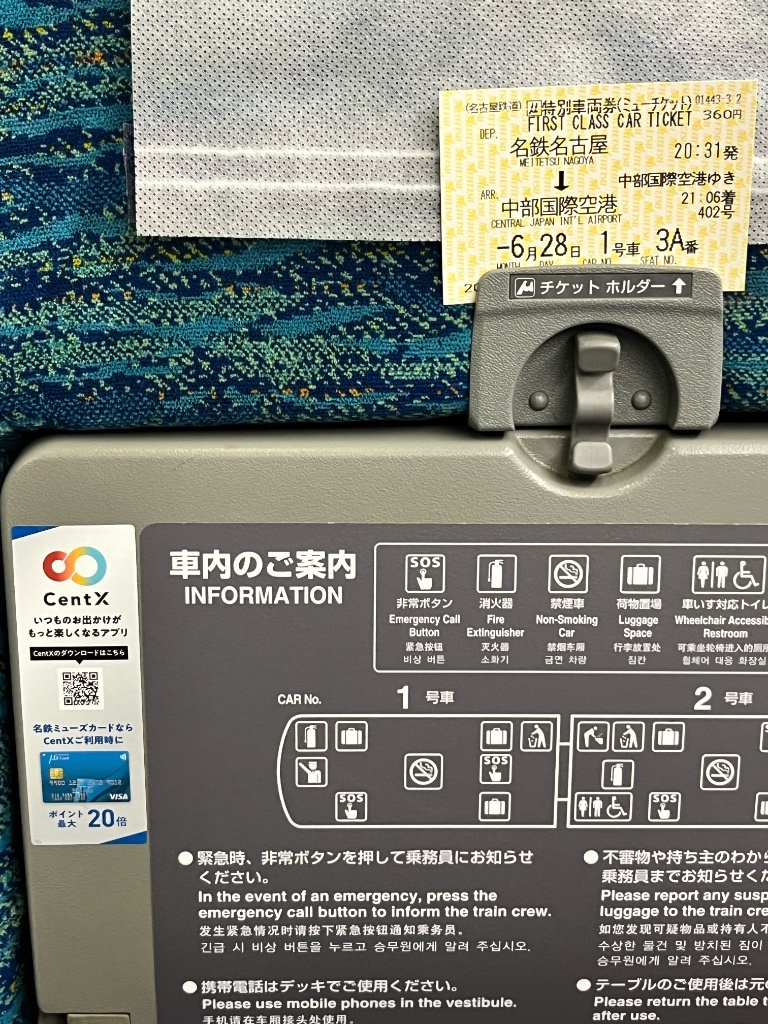 (名古屋鉄道) 特別車両券(ミューチケット) 01443-3 2
FIRST CLASS CAR TICKET 360円
DEP.
名鉄名古屋 20:31発
MEITETSU NAGOYA
中部国際空港ゆき
ARR.
中部国際空港 21:06着
CENTRAL JAPAN INT'L AIRPORT 402号
-6月28日 1号車 3A番
MONTH DAY CAR NO. SEAT NO.
チケット ホルダー ↑
CentX
いつものお出かけが
もっと楽しくなるアプリ
CentXのダウンロードはこちら
名鉄ミューズカードなら
CentXご利用時に
VISA
ポイント
最大 20倍
車内のご案内
INFORMATION
SOS
非常ボタン
Emergency Call
Button
紧急按钮
비상 버튼
消火器
Fire
Extinguisher
灭火器
소화기
禁煙車
Non-Smoking
Car
禁烟车厢
금연 차량
荷物置場
Luggage
Space
行李放置处
짐칸
車いす対応トイレ
Wheelchair Accessib
Restroom
可乘坐轮椅进入的厕所
휠체어 대응 화장실
CAR No. 1 号車 2 号車
SOS
SOS
SOS
●緊急時、非常ボタンを押して乗務員にお知らせ
ください。
In the event of an emergency, press the
emergency call button to inform the train crew.
发生紧急情况时请按下紧急按钮通知乘务员。
긴급 시 비상 버튼을 누르고 승무원에게 알려 주십시오.
●不審物や持ち主のわから
乗務員までお知らせくだ
Please report any susp
luggage to the train cre
如您发现可疑物品或持有人不
수상한 물건 및 방치된 짐이
승무원에게 알려 주십시오.
●携帯電話はデッキでご使用ください。
Please use mobile phones in the vestibule.
手机请在车厢接头处使用。
●テーブルのご使用後は元の
Please return the table t
after use.